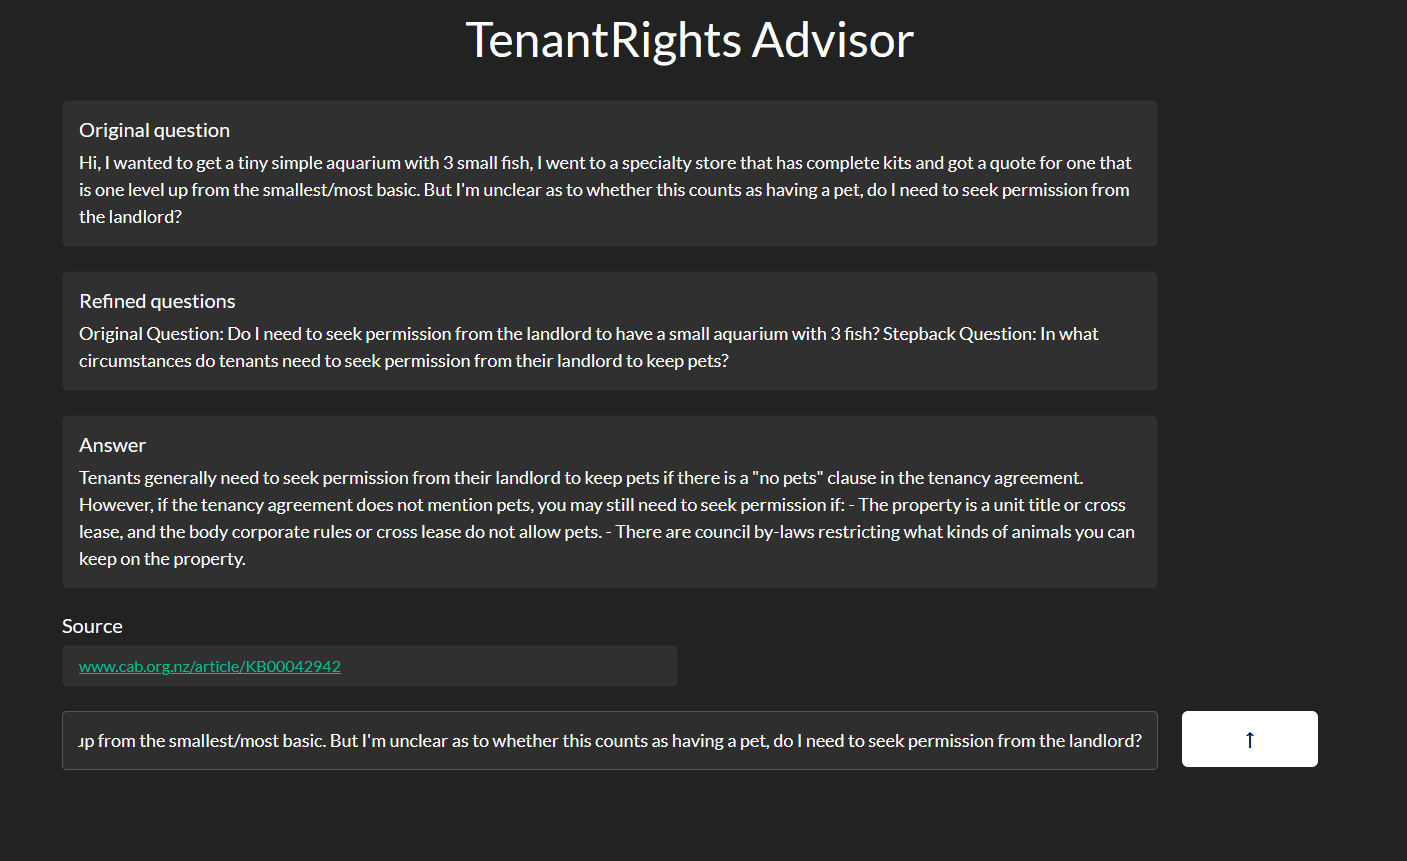 TenantRights Advisor
Original question
Hi, I wanted to get a tiny simple aquarium with 3 small fish, I went to a specialty store that has complete kits and got a quote for one that
is one level up from the smallest/most basic. But I'm unclear as to whether this counts as having a pet, do I need to seek permission from
the landlord?
Refined questions
Original Question: Do I need to seek permission from the landlord to have a small aquarium with 3 fish? Stepback Question: In what
circumstances do tenants need to seek permission from their landlord to keep pets?
Answer
Tenants generally need to seek permission from their landlord to keep pets if there is a "no pets" clause in the tenancy agreement.
However, if the tenancy agreement does not mention pets, you may still need to seek permission if: - The property is a unit title or cross
lease, and the body corporate rules or cross lease do not allow pets. - There are council by-laws restricting what kinds of animals you can
keep on the property.
Source
www.cab.org.nz/article/KB00042942
up from the smallest/most basic. But I'm unclear as to whether this counts as having a pet, do I need to seek permission from the landlord?
↑